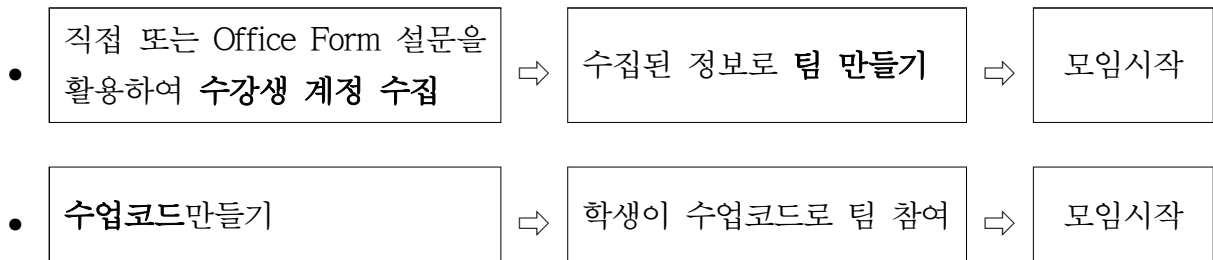 ● 직접 또는 Office Form 설문을
활용하여 수강생 계정 수집
⇨ 수집된 정보로 팀 만들기 ⇨ 모임시작
● 수업코드만들기 ⇨ 학생이 수업코드로 팀 참여 ⇨ 모임시작